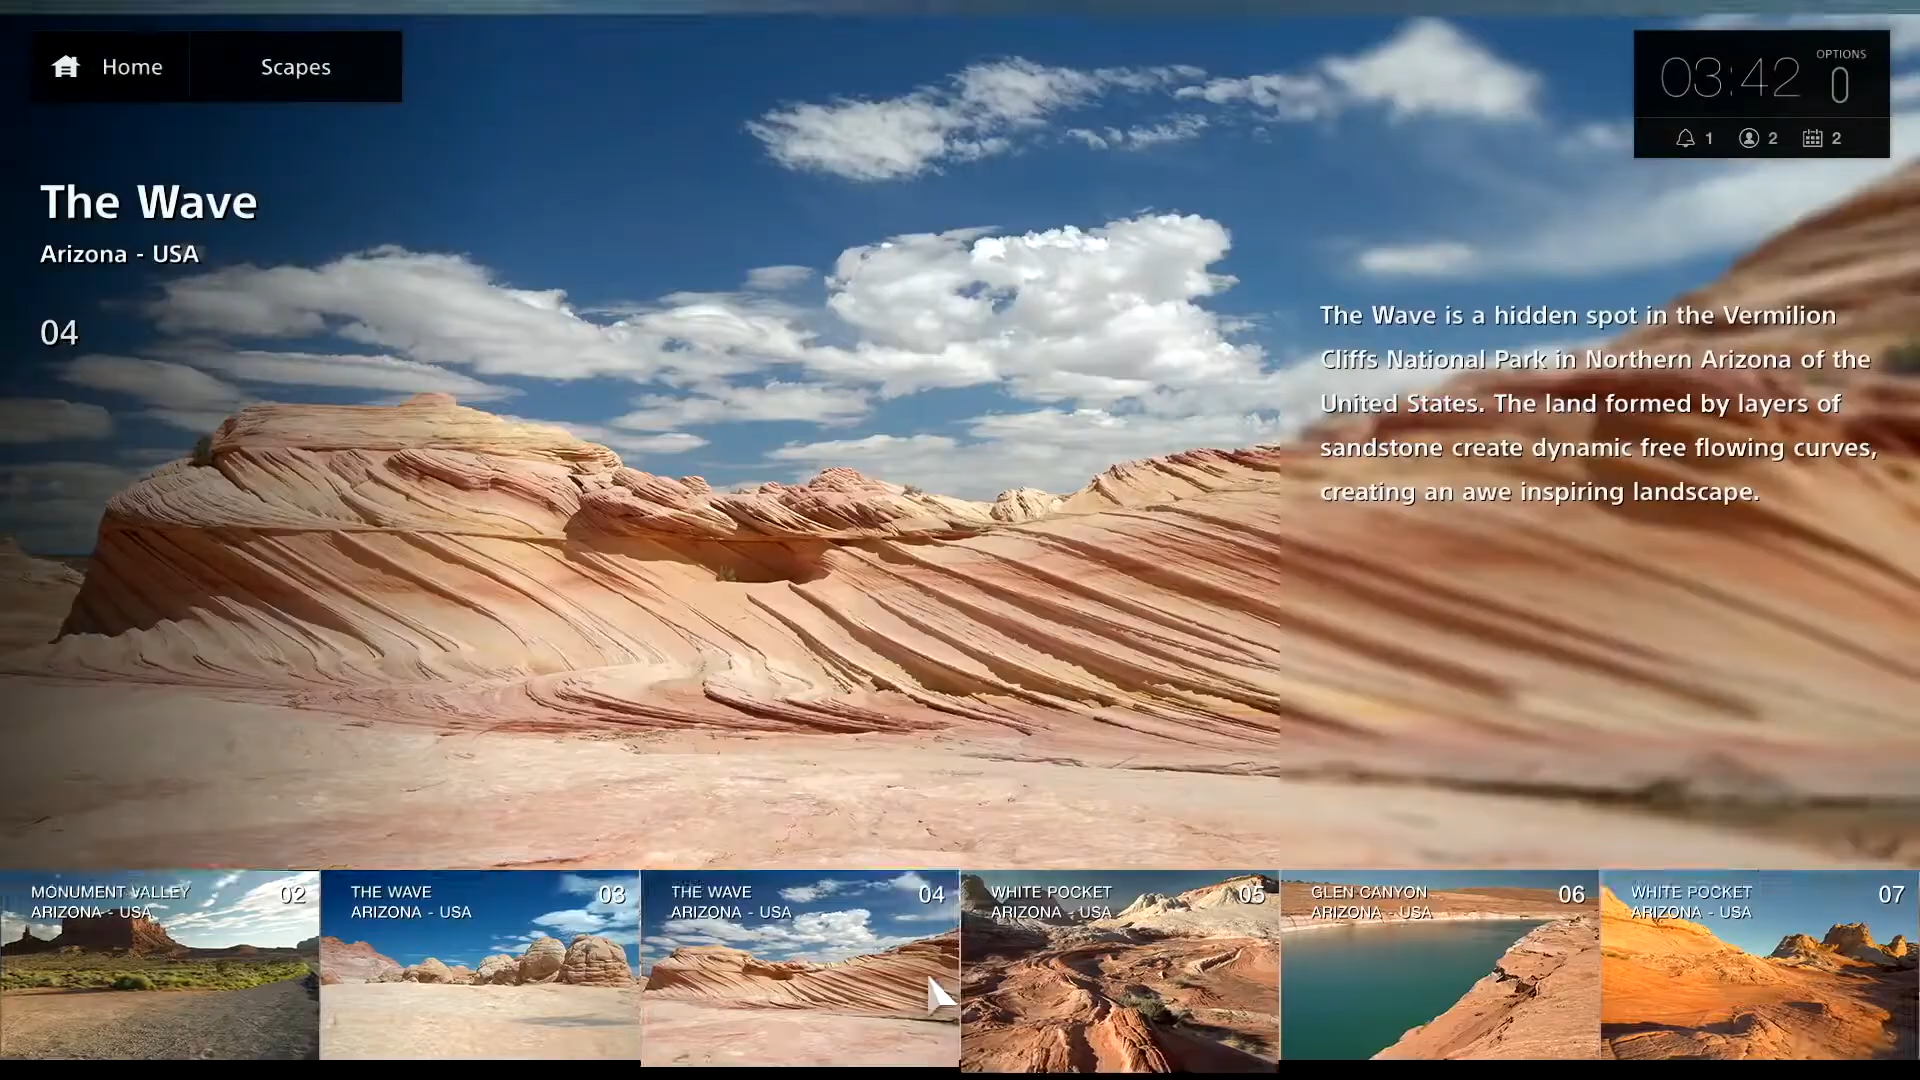 Home
Scapes
03:42
OPTIONS
1
2
2
The Wave
Arizona - USA
04
The Wave is a hidden spot in the Vermilion
Cliffs National Park in Northern Arizona of the
United States. The land formed by layers of
sandstone create dynamic free flowing curves,
creating an awe inspiring landscape.
MONUMENT VALLEY
ARIZONA - USA
02
THE WAVE
ARIZONA - USA
03
THE WAVE
ARIZONA - USA
04
WHITE POCKET
ARIZONA - USA
05
GLEN CANYON
ARIZONA - USA
06
WHITE POCKET
ARIZONA - USA
07